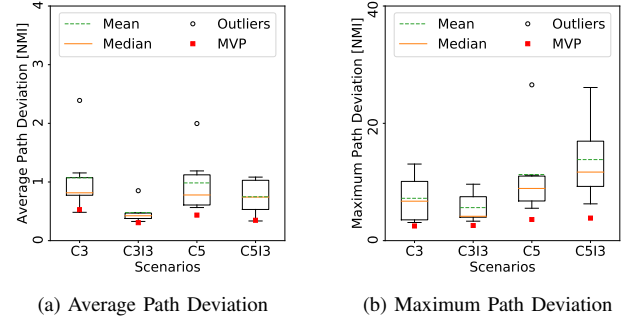 4
3
2
1
0
Average Path Deviation [NMI]
Mean
Median
Outliers
MVP
C3
C3I3
C5
C5I3
Scenarios
(a) Average Path Deviation
40
20
0
Maximum Path Deviation [NMI]
Mean
Median
Outliers
MVP
C3
C3I3
C5
C5I3
Scenarios
(b) Maximum Path Deviation